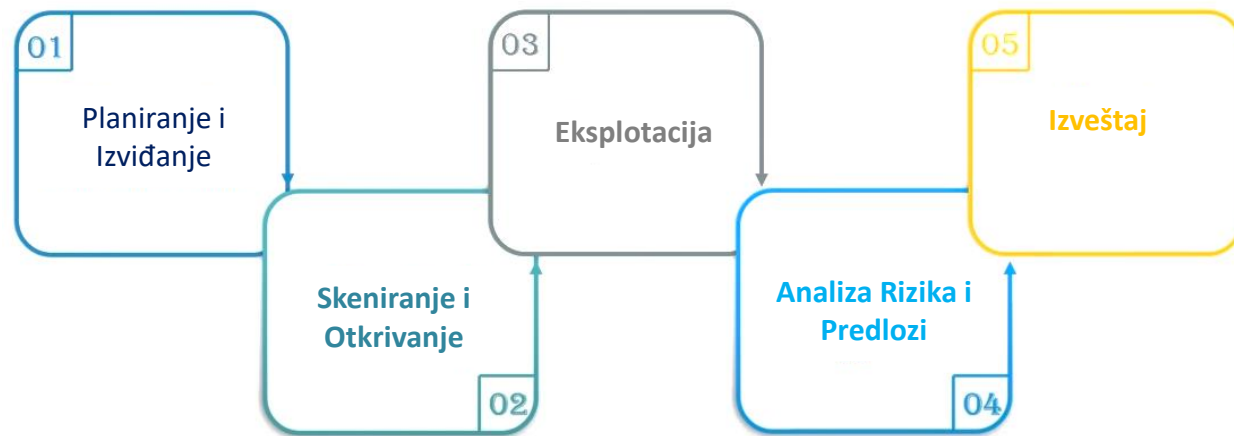 01
Planiranje i
Izviđanje
Skeniranje i
Otkrivanje
02
03
Eksplotacija
Analiza Rizika i
Predlozi
04
05
Izveštaj